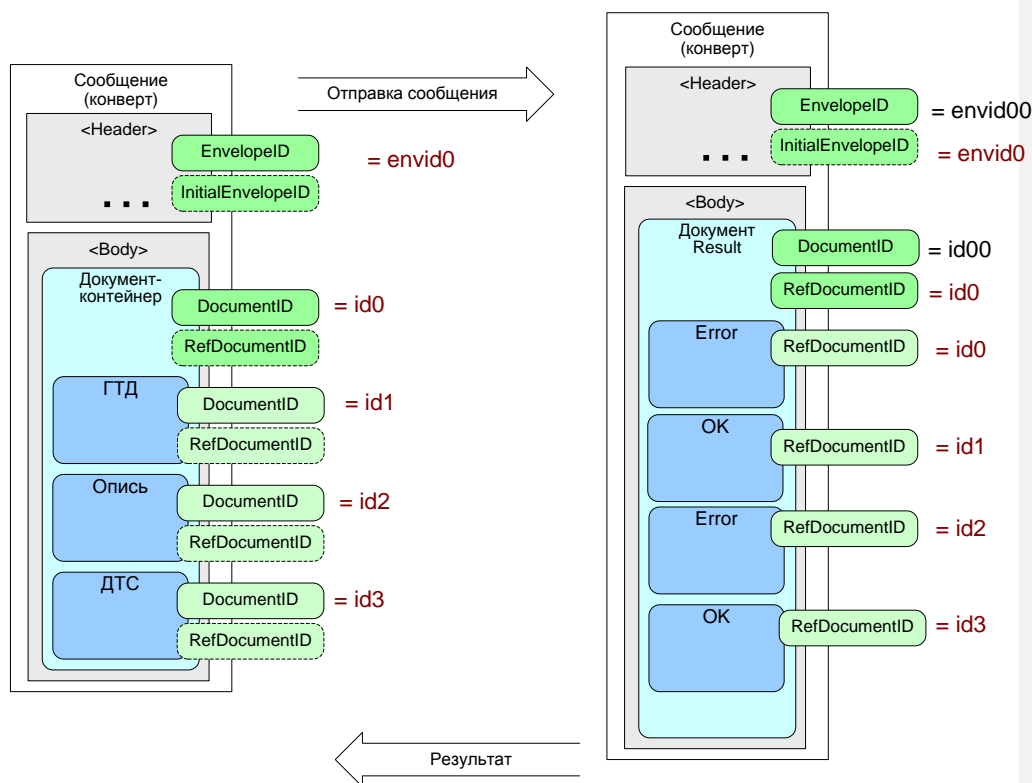 Сообщение
(конверт)
<Header>
EnvelopeID
= envid0
InitialEnvelopeID
. . .
<Body>
Документ-
контейнер
DocumentID
= id0
RefDocumentID
ГТД
DocumentID
= id1
RefDocumentID
Опись
DocumentID
= id2
RefDocumentID
ДТС
DocumentID
= id3
RefDocumentID
Отправка сообщения
Сообщение
(конверт)
<Header>
EnvelopeID
= envid00
InitialEnvelopeID
= envid0
. . .
<Body>
Документ
Result
DocumentID
= id00
RefDocumentID
= id0
Error
RefDocumentID
= id0
OK
RefDocumentID
= id1
Error
RefDocumentID
= id2
OK
RefDocumentID
= id3
Результат